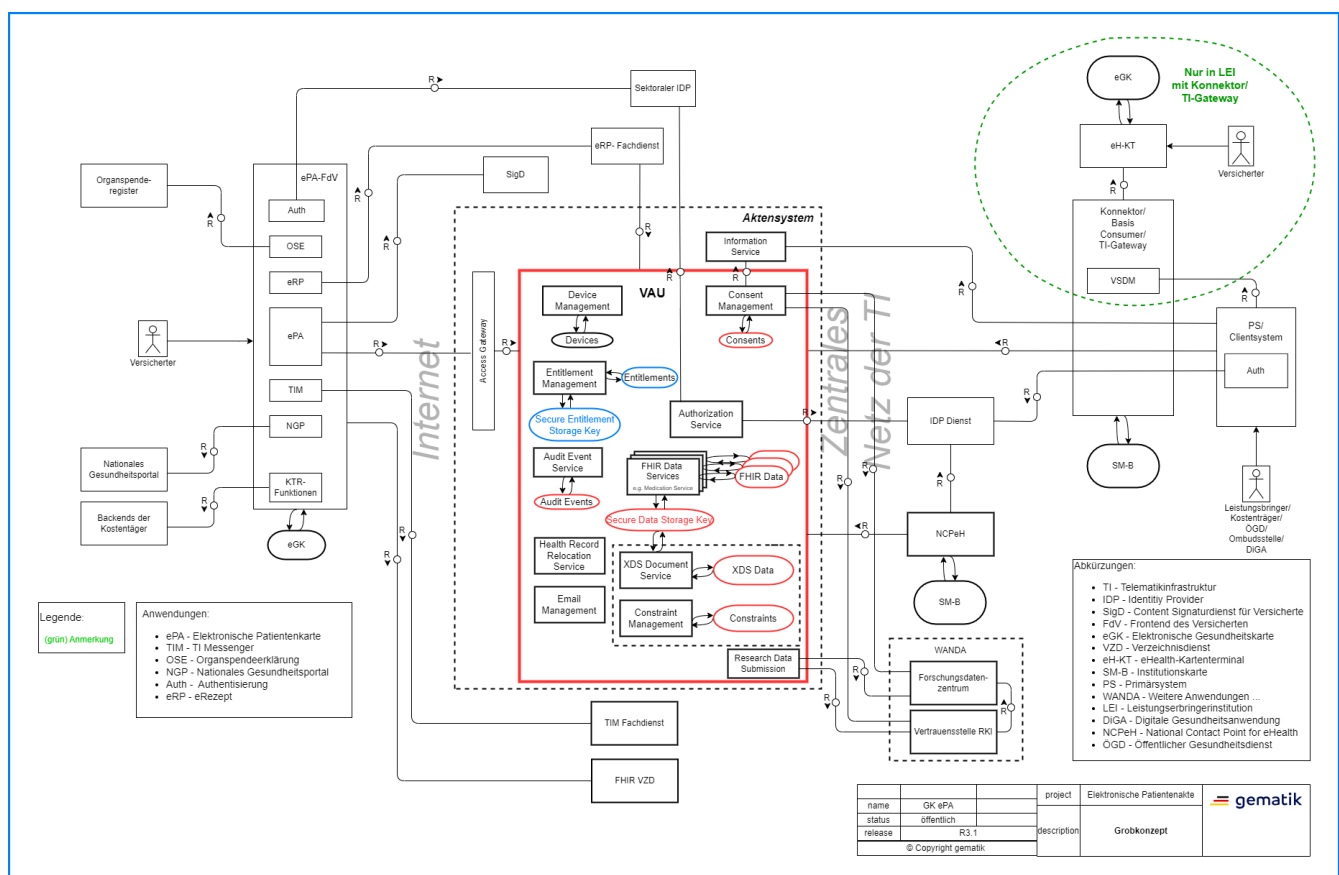 eGK
Nur in LEI
mit Konnektor/
TI-Gateway
R
Sektoraler IDP
eH-KT
Versicherter
R
eRP- Fachdienst
R
SigD
Organspende-
register
ePA-FdV
Auth
OSE
eRP
ePA
TIM
NGP
KTR-
Funktionen
eGK
R
R
R
R
Versicherter
Nationales
Gesundheitsportal
R
Backends der
Kostentäger
R
R
R
Internet
Access Gateway
R
Aktensystem
R
Information
Service
R
R
VAU
Device
Management
Devices
Consent
Management
Consents
Entitlement
Management
Entitlements
Secure Entitlement
Storage Key
Authorization
Service
R
Audit Event
Service
Audit Events
FHIR Data
Services
e.g. Medication Service
FHIR Data
Secure Data Storage Key
Health Record
Relocation
Service
XDS Document
Service
XDS Data
Email
Management
Constraint
Management
Constraints
Research Data
Submission
Zentrales
Netz der TI
Konnektor/
Basis
Consumer/
TI-Gateway
VSDM
R
R
PS/
Clientsystem
Auth
R
R
IDP Dienst
R
SM-B
Leistungsbringer/
Kostenträger/
ÖGD/
Ombudsstelle/
DiGA
R
NCPeH
SM-B
R
R
R
WANDA
Forschungsdaten-
zentrum
Vertrauensstelle RKI
R
R
TIM Fachdienst
FHIR VZD
Legende:
(grün) Anmerkung
Anwendungen:
• ePA - Elektronische Patientenkarte
• TIM - TI Messenger
• OSE - Organspendeerklärung
• NGP - Nationales Gesundheitsportal
• Auth - Authentisierung
• eRP - eRezept
Abkürzungen:
• TI - Telematikinfrastruktur
• IDP - Identitiy Provider
• SigD - Content Signaturdienst für Versicherte
• FdV - Frontend des Versicherten
• eGK - Elektronische Gesundheitskarte
• VZD - Verzeichnisdienst
• eH-KT - eHealth-Kartenterminal
• SM-B - Institutionskarte
• PS - Primärsystem
• WANDA - Weitere Anwendungen ...
• LEI - Leistungserbringerinstitution
• DiGA - Digitale Gesundheitsanwendung
• NCPeH - National Contact Point for eHealth
• ÖGD - Öffentlicher Gesundheitsdienst
name GK ePA
status öffentlich
release R3.1
© Copyright gematik
project Elektronische Patientenakte
description Grobkonzept
gematik